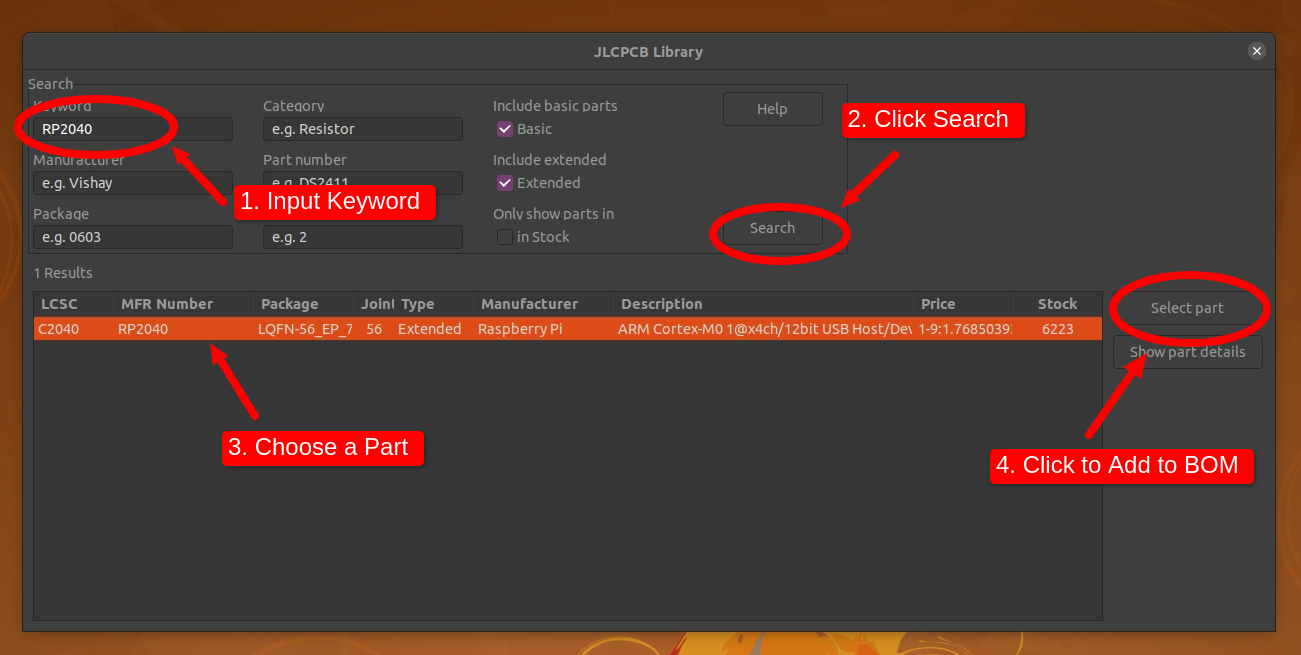 JLCPCB Library
Search
Keyword
Category
Include basic parts
Help
RP2040
e.g. Resistor
Basic
2. Click Search
Manufacturer
Part number
Include extended
e.g. Vishay
e.g. DS2411
Extended
1. Input Keyword
Package
Only show parts in
e.g. 0603
e.g. 2
in Stock
Search
1 Results
LCSC MFR Number Package Joint Type Manufacturer Description Price Stock
C2040 RP2040 LQFN-56_EP_7 56 Extended Raspberry Pi ARM Cortex-M0 1@x4ch/12bit USB Host/Dev 1-9:1.7685039 6223
Select part
Show part details
3. Choose a Part
4. Click to Add to BOM